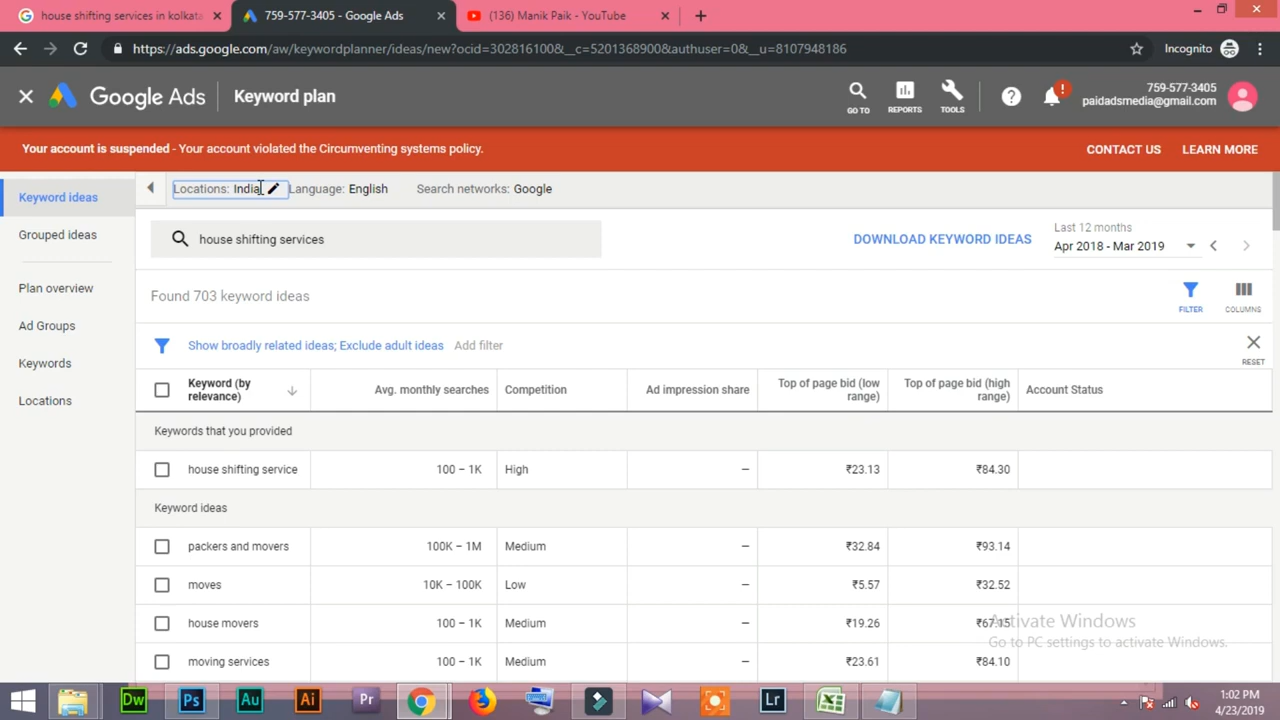 house shifting services in kolkata
759-577-3405 - Google Ads
(136) Manik Paik - YouTube
https://ads.google.com/aw/keywordplanner/ideas/new?ocid=302816100&__c=5201368900&authuser=0&__u=8107948186
Incognito
Google Ads
Keyword plan
GO TO
REPORTS
TOOLS
759-577-3405
paidadsmedia@gmail.com
Your account is suspended - Your account violated the Circumventing systems policy.
CONTACT US
LEARN MORE
Keyword ideas
Grouped ideas
Plan overview
Ad Groups
Keywords
Locations
Locations: India
Language: English
Search networks: Google
house shifting services
DOWNLOAD KEYWORD IDEAS
Last 12 months
Apr 2018 - Mar 2019
Found 703 keyword ideas
FILTER
COLUMNS
Show broadly related ideas; Exclude adult ideas
Add filter
RESET
Keyword (by
relevance)
Avg. monthly searches
Competition
Ad impression share
Top of page bid (low
range)
Top of page bid (high
range)
Account Status
Keywords that you provided
house shifting service
100 – 1K
High
–
₹23.13
₹84.30
Keyword ideas
packers and movers
100K – 1M
Medium
–
₹32.84
₹93.14
moves
10K – 100K
Low
–
₹5.57
₹32.52
house movers
100 – 1K
Medium
–
₹19.26
₹67.15
moving services
100 – 1K
Medium
–
₹23.61
₹84.10
Activate Windows
Go to PC settings to activate Windows.
Dw
Ps
Au
Ai
Pr
Lr
1:02 PM
4/23/2019